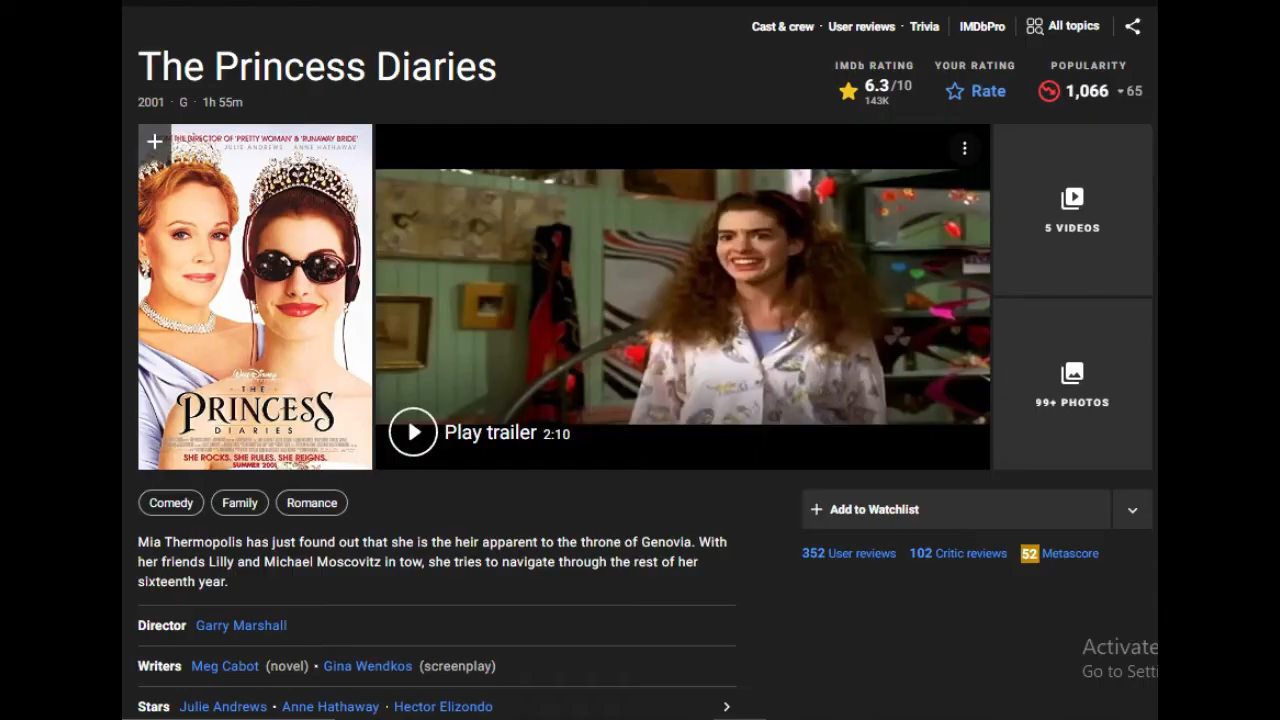 Cast & crew · User reviews · Trivia IMDbPro All topics
The Princess Diaries
2001 · G · 1h 55m
IMDb RATING
6.3/10
143K
YOUR RATING
Rate
POPULARITY
1,066 65
THE DIRECTOR OF 'PRETTY WOMAN' & 'RUNAWAY BRIDE'
JULIE ANDREWS ANNE HATHAWAY
Walt Disney
THE
PRINCESS
DIARIES
SHE ROCKS. SHE RULES. SHE REIGNS.
SUMMER 2001
Play trailer 2:10
5 VIDEOS
99+ PHOTOS
Comedy Family Romance
Mia Thermopolis has just found out that she is the heir apparent to the throne of Genovia. With
her friends Lilly and Michael Moscovitz in tow, she tries to navigate through the rest of her
sixteenth year.
+ Add to Watchlist
352 User reviews 102 Critic reviews 52 Metascore
Director Garry Marshall
Writers Meg Cabot (novel) • Gina Wendkos (screenplay)
Stars Julie Andrews • Anne Hathaway · Hector Elizondo
Activate
Go to Setti